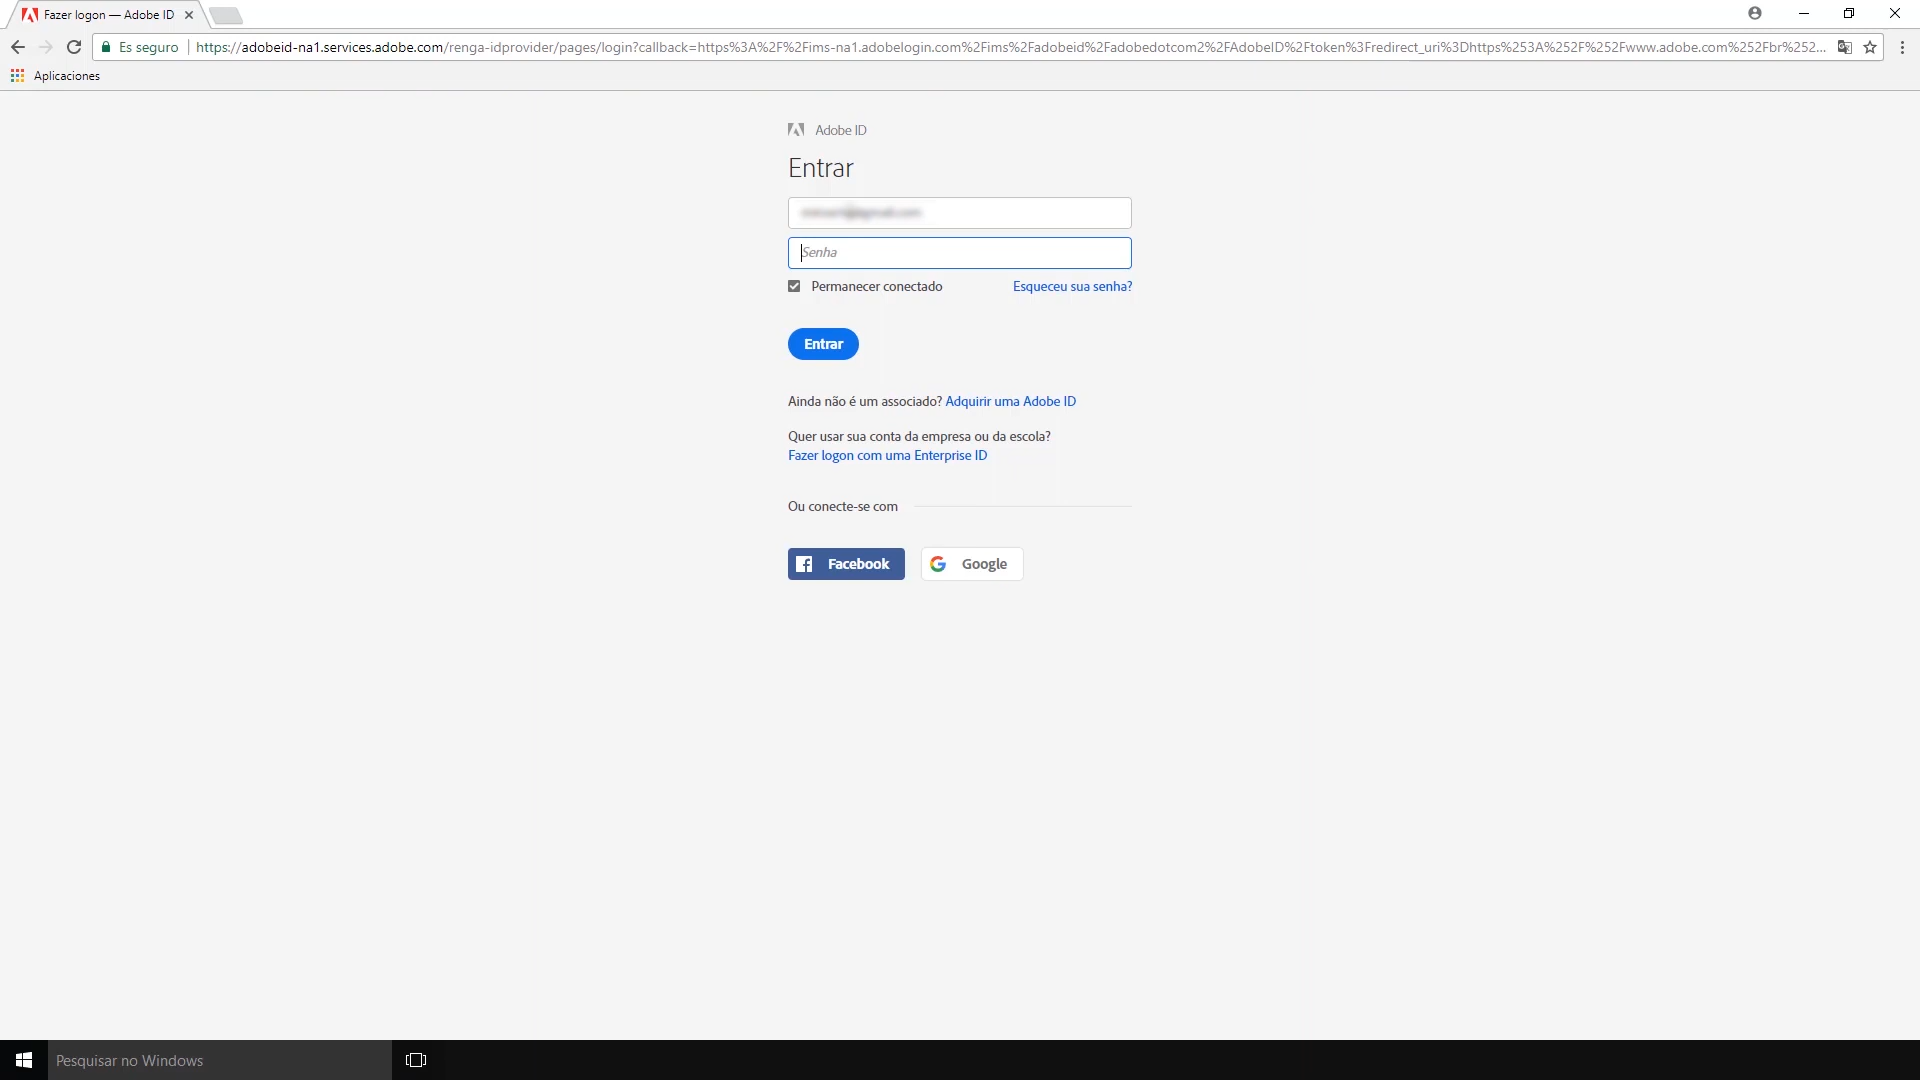 Fazer logon — Adobe ID
Es seguro
https://adobeid-na1.services.adobe.com/renga-idprovider/pages/login?callback=https%3A%2F%2Fims-na1.adobelogin.com%2Fims%2Fadobeid%2Fadobedotcom2%2FAdobeID%2Ftoken%3Fredirect_uri%3Dhttps%253A%252F%252Fwww.adobe.com%252Fbr%252...
Aplicaciones
Adobe ID
Entrar
Senha
Permanecer conectado
Esqueceu sua senha?
Entrar
Ainda não é um associado? Adquirir uma Adobe ID
Quer usar sua conta da empresa ou da escola?
Fazer logon com uma Enterprise ID
Ou conecte-se com
Facebook
Google
Pesquisar no Windows